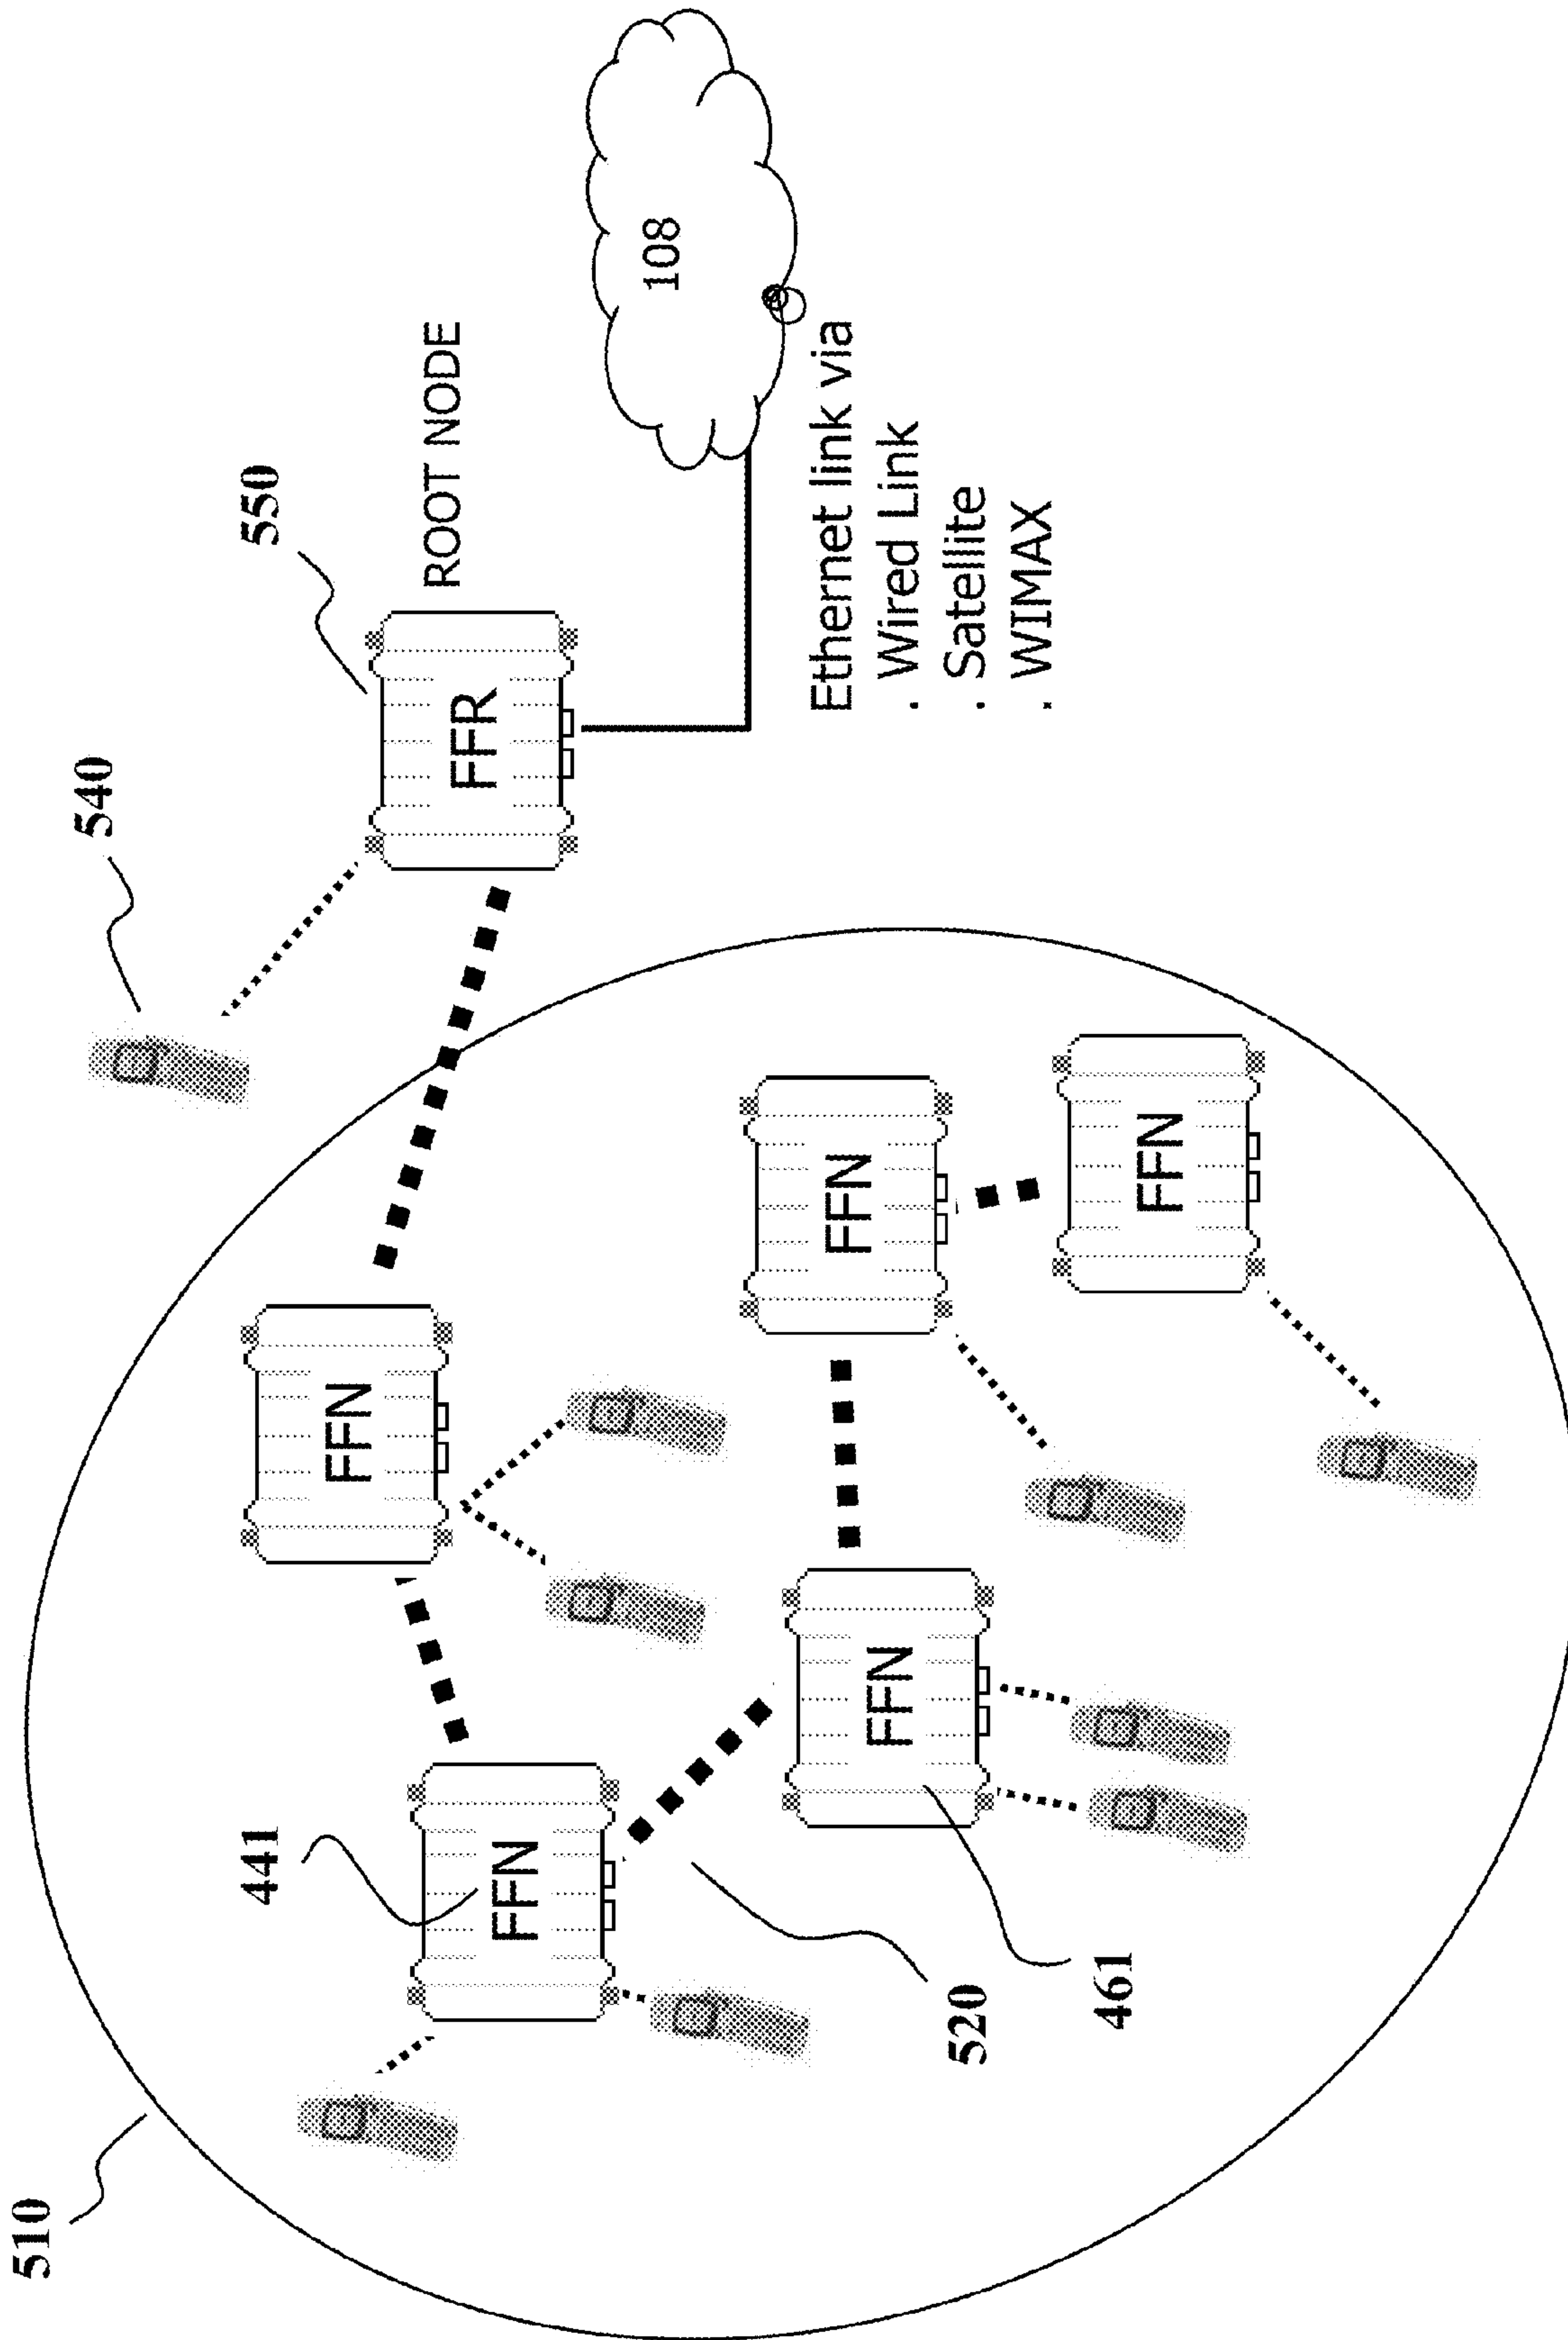 510
540
441
550
FFN
ROOT NODE
FFR
FFN
108
FFN
FFN
Ethernet link via
. Wired Link
. Satellite
. WIMAX
520
461
FFN